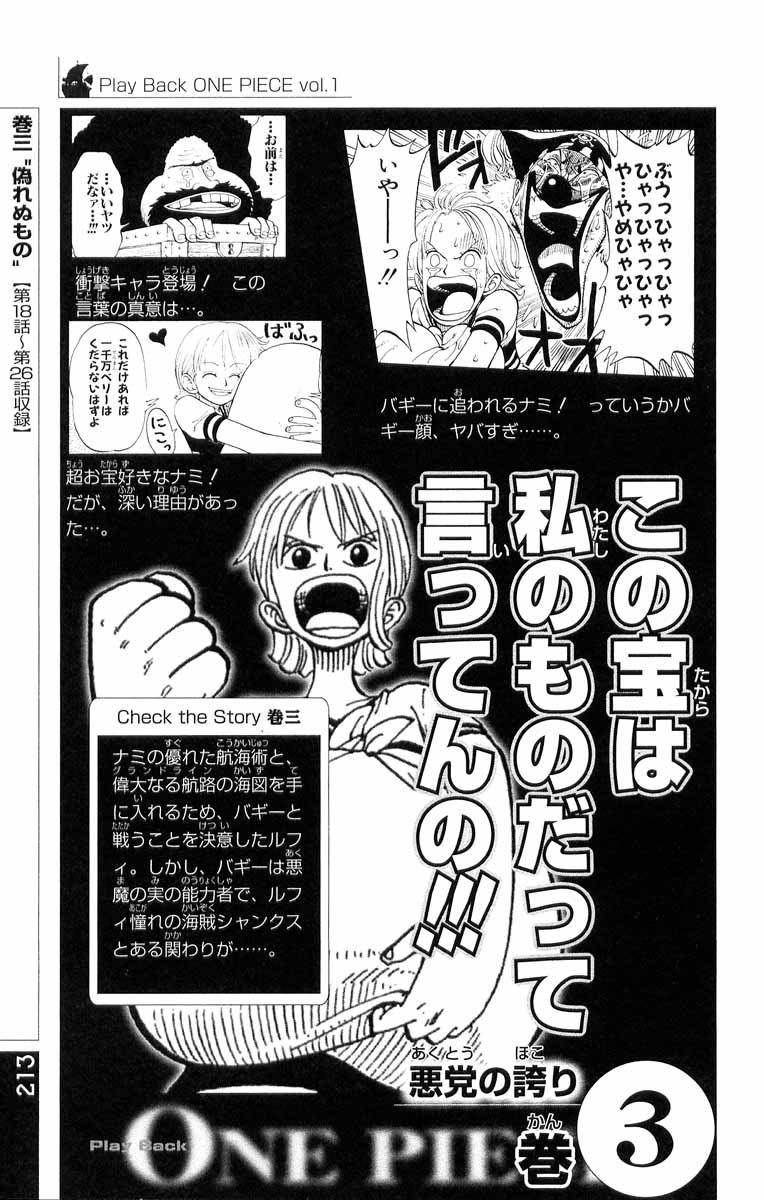 Play Back ONE PIECE vol.1
ぶうっひゃっひゃっ
ひゃっひゃっひゃっ
や…やめひゃひゃ
いやーーっ!!
バギーに追われるナミ! っていうかバ
ギー顔、ヤバすぎ……。
…お前は…
…いいヤツ
だなァ…!!!
衝撃キャラ登場! この
言葉の真意は…。
ばふっ
これだけあれば
一千万ベリーは
くだらないはずよ
にこっ
超お宝好きなナミ!
だが、深い理由があっ
た…。
この宝は
私のものだって
言ってんの!!!
Check the Story 巻三
ナミの優れた航海術と、
偉大なる航路の海図を手
に入れるため、バギーと
戦うことを決意したルフ
ィ。しかし、バギーは悪
魔の実の能力者で、ルフ
ィ憧れの海賊シャンクス
とある関わりが……。
悪党の誇り
巻3
Play Back
ONE PIE
巻三“偽れぬもの”【第18話〜第26話収録】
213